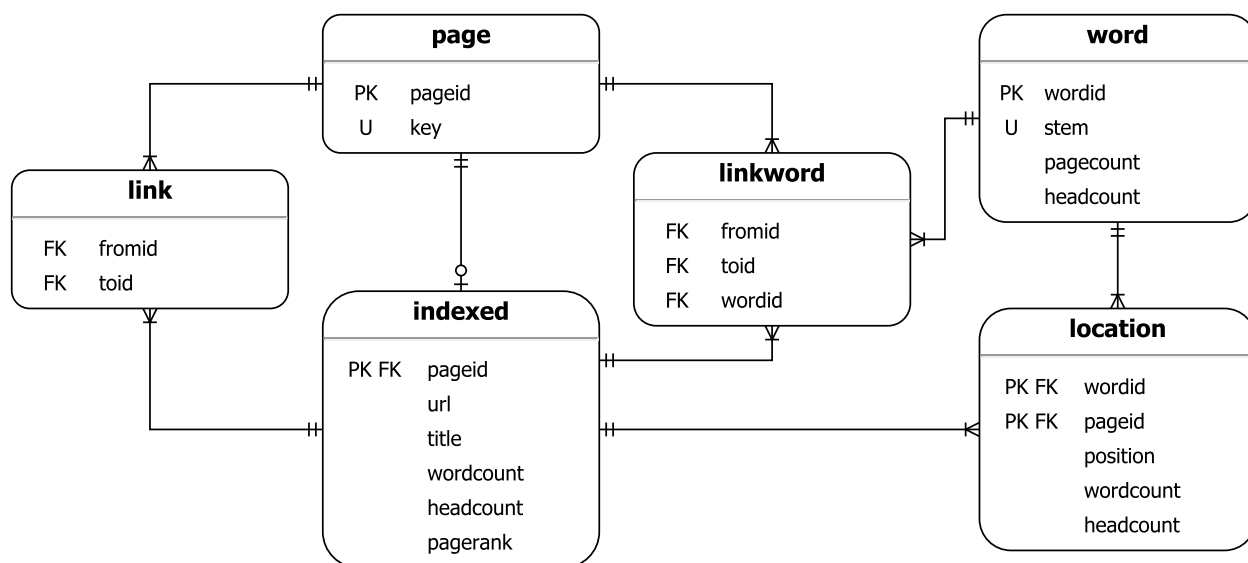 page
PK pageid
U key
word
PK wordid
U stem
pagecount
headcount
link
FK fromid
FK toid
linkword
FK fromid
FK toid
FK wordid
indexed
PK FK pageid
url
title
wordcount
headcount
pagerank
location
PK FK wordid
PK FK pageid
position
wordcount
headcount